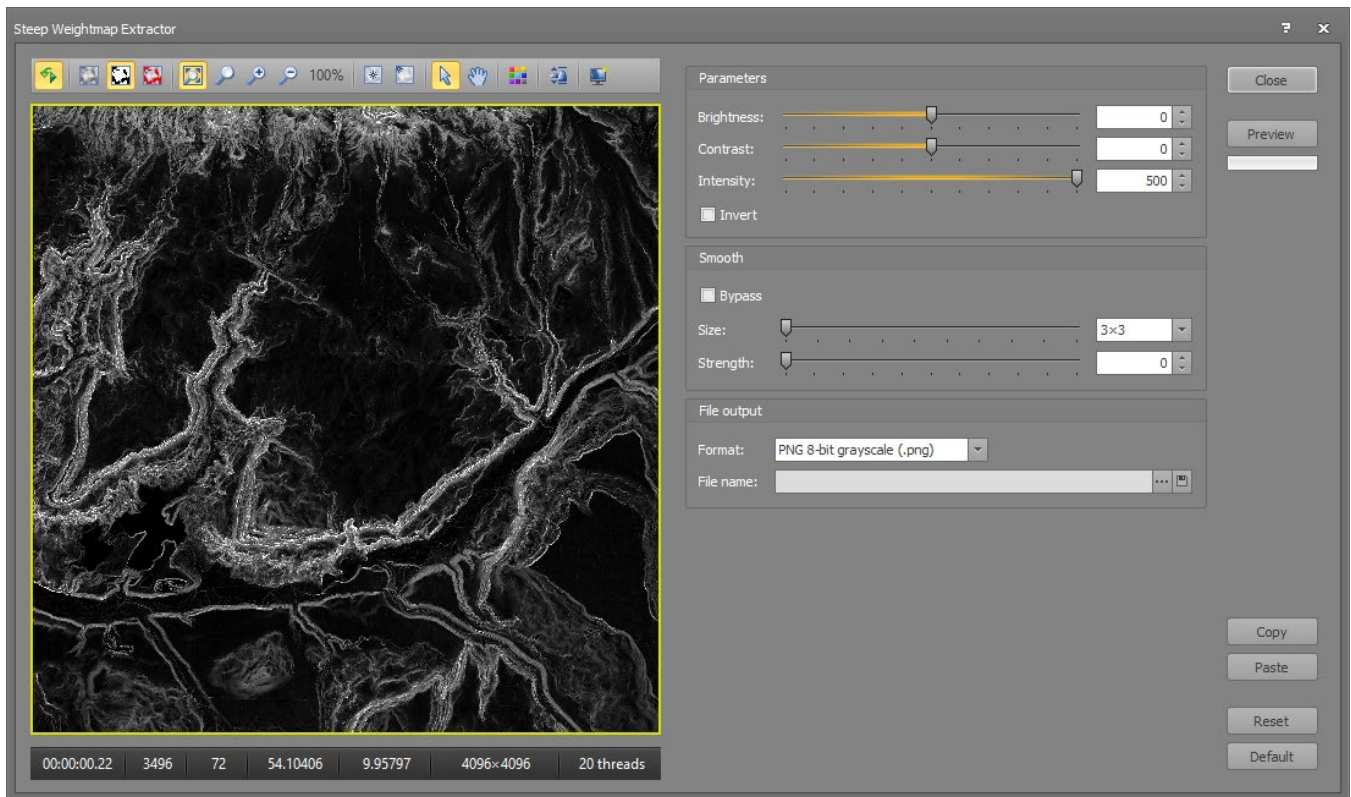 Steep Weightmap Extractor
100%
Parameters
Brightness: 0
Contrast: 0
Intensity: 500
Invert
Smooth
Bypass
Size: 3×3
Strength: 0
File output
Format: PNG 8-bit grayscale (.png)
File name:
Close
Preview
Copy
Paste
Reset
Default
00:00:00.22 3496 72 54.10406 9.95797 4096×4096 20 threads